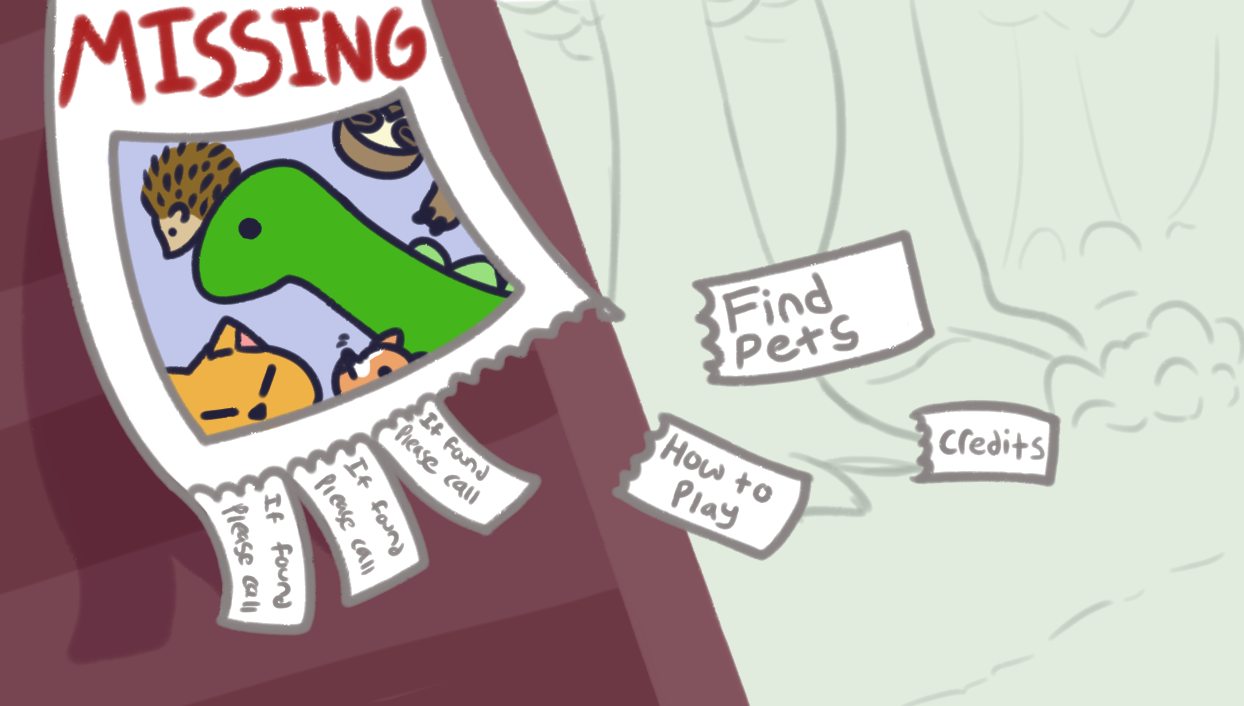 MISSING
Find
pets
How to
Play
Credits
If found
please call
If found
please call
If found
please call